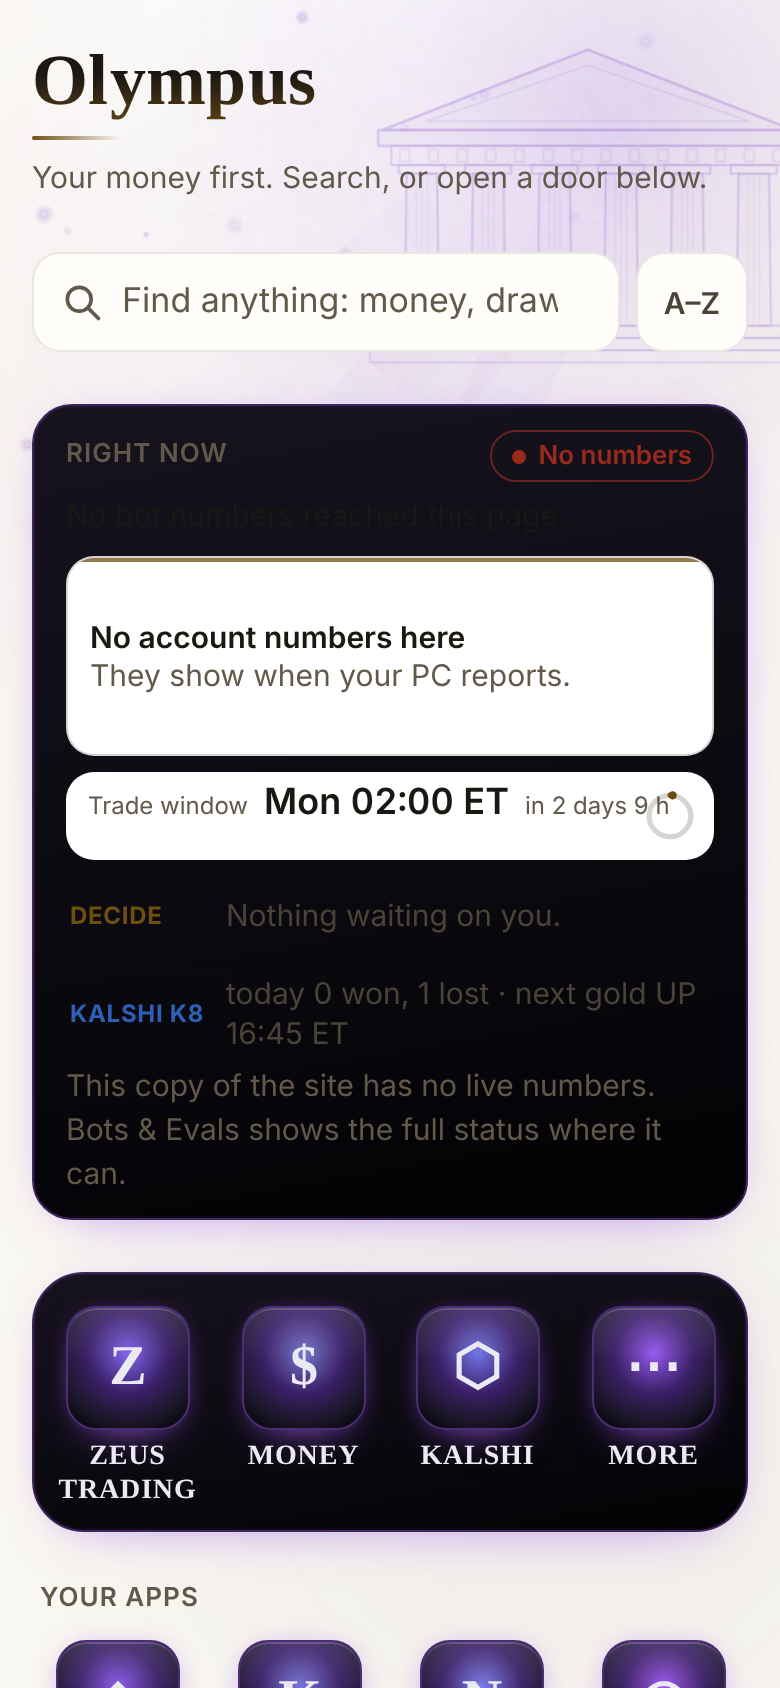 Olympus
Your money first. Search, or open a door below.
Find anything: money, draw
A–Z
RIGHT NOW
No numbers
No bot numbers reached this page.
No account numbers here
They show when your PC reports.
Trade window Mon 02:00 ET in 2 days 9 h
DECIDE Nothing waiting on you.
KALSHI K8 today 0 won, 1 lost · next gold UP
16:45 ET
This copy of the site has no live numbers.
Bots & Evals shows the full status where it
can.
Z
$
ZEUS
TRADING
MONEY
KALSHI
MORE
YOUR APPS